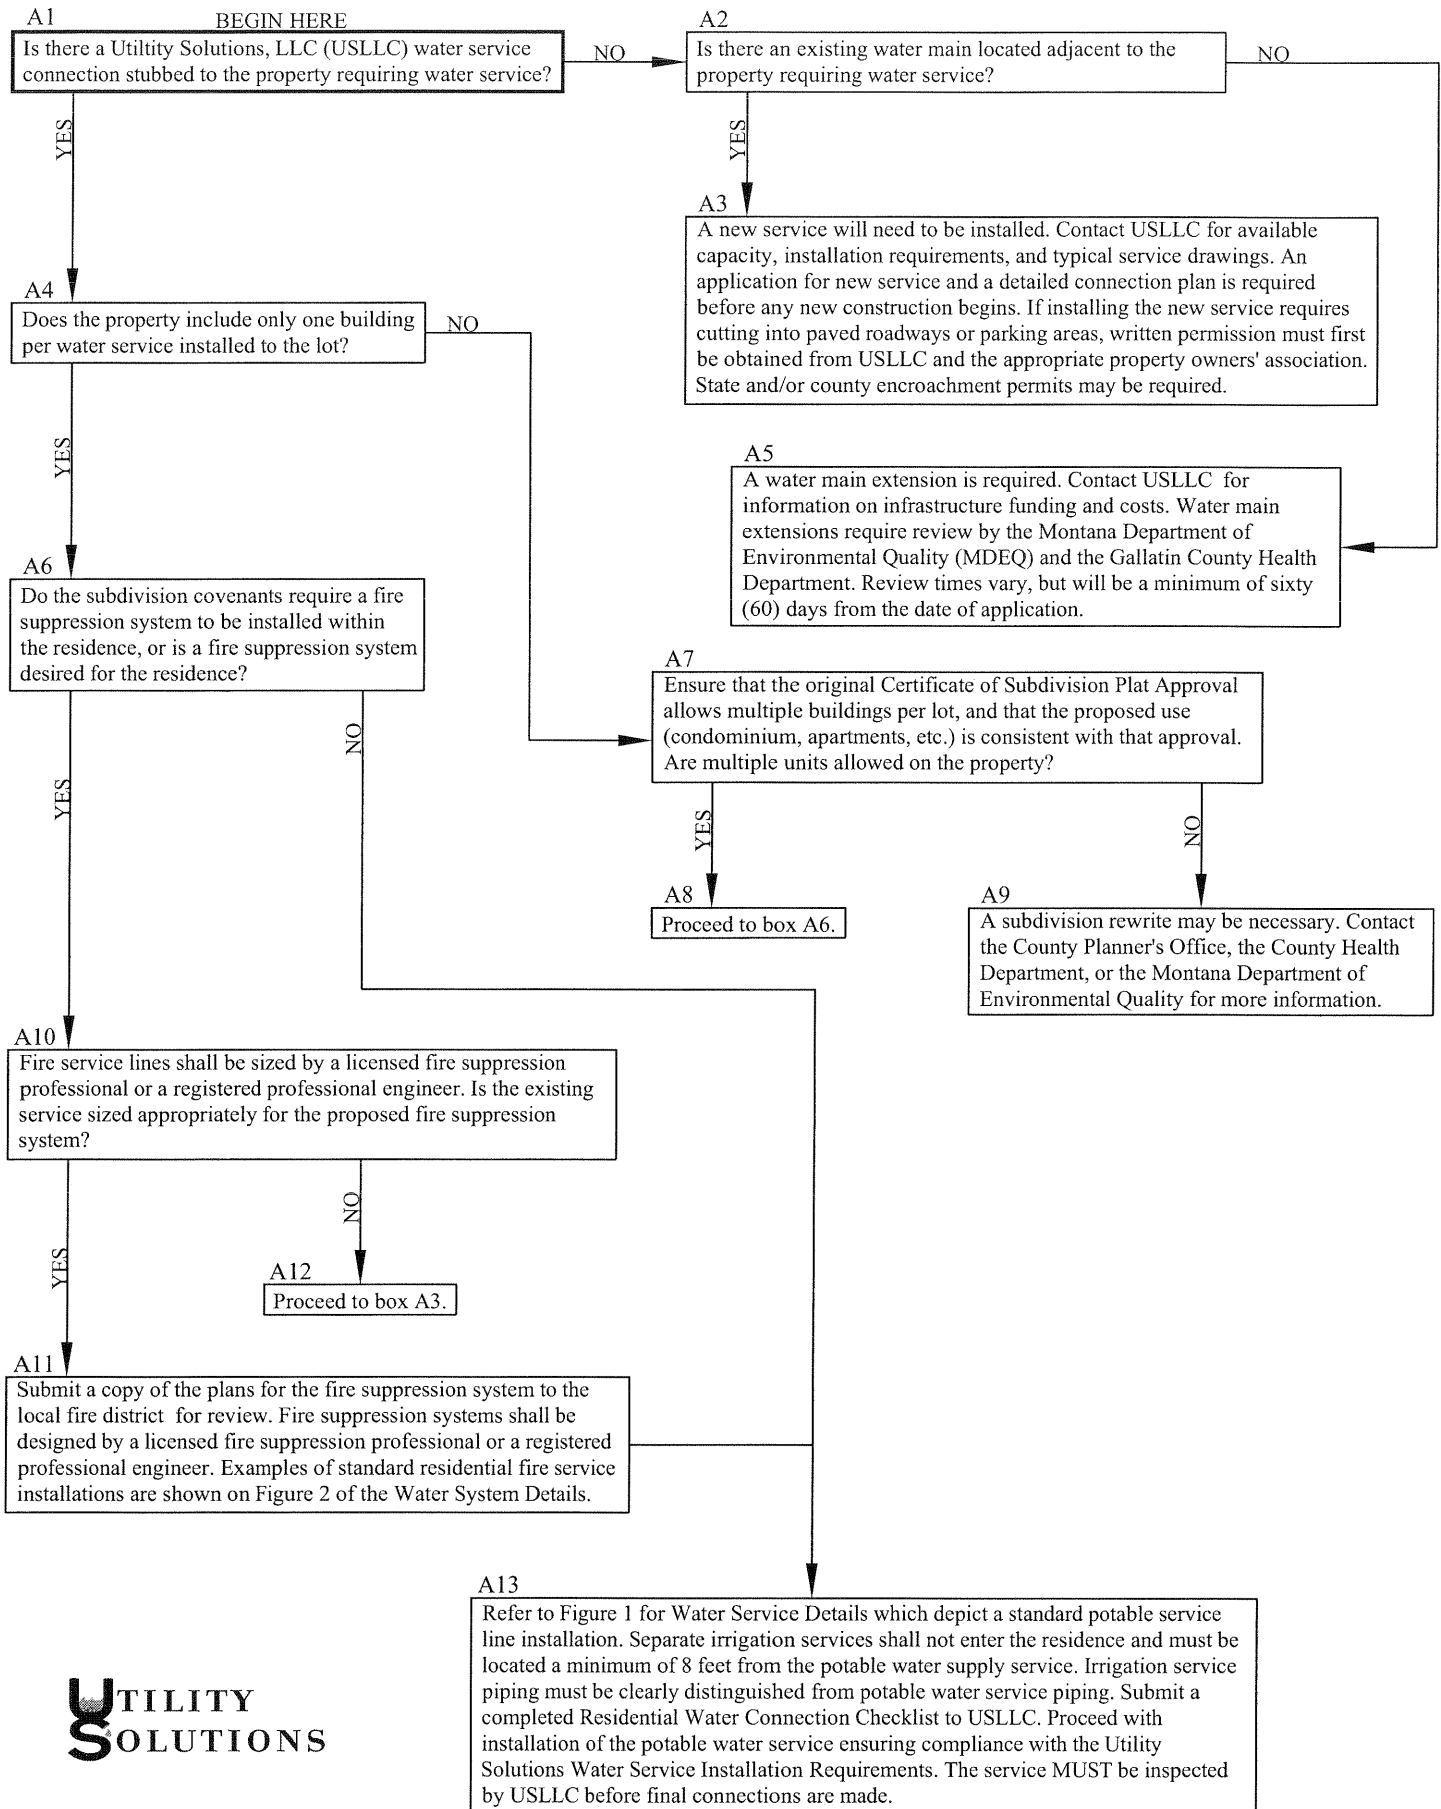 A1
BEGIN HERE
Is there a Utiltity Solutions, LLC (USLLC) water service
connection stubbed to the property requiring water service?
NO
YES
A2
Is there an existing water main located adjacent to the
property requiring water service?
NO
YES
A3
A new service will need to be installed. Contact USLLC for available
capacity, installation requirements, and typical service drawings. An
application for new service and a detailed connection plan is required
before any new construction begins. If installing the new service requires
cutting into paved roadways or parking areas, written permission must first
be obtained from USLLC and the appropriate property owners' association.
State and/or county encroachment permits may be required.
A4
Does the property include only one building
per water service installed to the lot?
NO
YES
A5
A water main extension is required. Contact USLLC for
information on infrastructure funding and costs. Water main
extensions require review by the Montana Department of
Environmental Quality (MDEQ) and the Gallatin County Health
Department. Review times vary, but will be a minimum of sixty
(60) days from the date of application.
A6
Do the subdivision covenants require a fire
suppression system to be installed within
the residence, or is a fire suppression system
desired for the residence?
YES
NO
A7
Ensure that the original Certificate of Subdivision Plat Approval
allows multiple buildings per lot, and that the proposed use
(condominium, apartments, etc.) is consistent with that approval.
Are multiple units allowed on the property?
YES
NO
A8
Proceed to box A6.
A9
A subdivision rewrite may be necessary. Contact
the County Planner's Office, the County Health
Department, or the Montana Department of
Environmental Quality for more information.
A10
Fire service lines shall be sized by a licensed fire suppression
professional or a registered professional engineer. Is the existing
service sized appropriately for the proposed fire suppression
system?
YES
NO
A12
Proceed to box A3.
A11
Submit a copy of the plans for the fire suppression system to the
local fire district for review. Fire suppression systems shall be
designed by a licensed fire suppression professional or a registered
professional engineer. Examples of standard residential fire service
installations are shown on Figure 2 of the Water System Details.
A13
Refer to Figure 1 for Water Service Details which depict a standard potable service
line installation. Separate irrigation services shall not enter the residence and must be
located a minimum of 8 feet from the potable water supply service. Irrigation service
piping must be clearly distinguished from potable water service piping. Submit a
completed Residential Water Connection Checklist to USLLC. Proceed with
installation of the potable water service ensuring compliance with the Utility
Solutions Water Service Installation Requirements. The service MUST be inspected
by USLLC before final connections are made.
UTILITY
SOLUTIONS